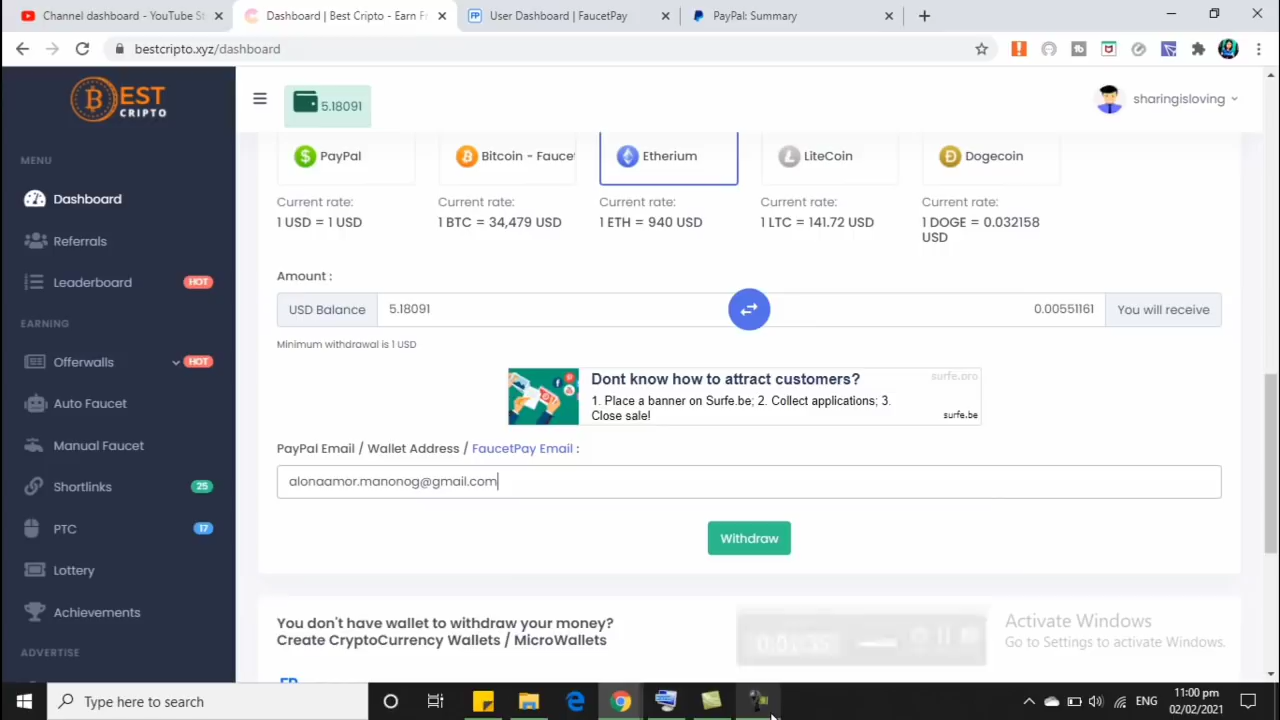 Channel dashboard - YouTube St
Dashboard | Best Cripto - Earn F
User Dashboard | FaucetPay
PayPal: Summary
bestcripto.xyz/dashboard
BEST
CRIPTO
5.18091
sharingisloving
MENU
Dashboard
Referrals
Leaderboard HOT
EARNING
Offerwalls HOT
Auto Faucet
Manual Faucet
Shortlinks 25
PTC 17
Lottery
Achievements
ADVERTISE
PayPal
Bitcoin - Faucet
Etherium
LiteCoin
Dogecoin
Current rate:
1 USD = 1 USD
Current rate:
1 BTC = 34,479 USD
Current rate:
1 ETH = 940 USD
Current rate:
1 LTC = 141.72 USD
Current rate:
1 DOGE = 0.032158
USD
Amount :
USD Balance 5.18091 0.00551161 You will receive
Minimum withdrawal is 1 USD
Dont know how to attract customers?
surfe.pro
1. Place a banner on Surfe.be; 2. Collect applications; 3.
Close sale!
surfe.be
PayPal Email / Wallet Address / FaucetPay Email :
alonaamor.manonog@gmail.com
Withdraw
You don't have wallet to withdraw your money?
Create CryptoCurrency Wallets / MicroWallets
Activate Windows
Go to Settings to activate Windows.
Type here to search
ENG
11:00 pm
02/02/2021